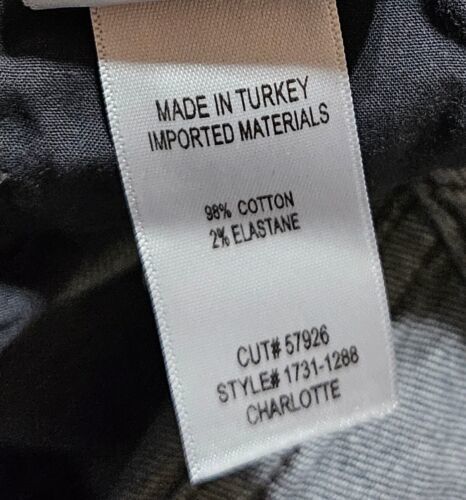 MADE IN TURKEY
IMPORTED MATERIALS
98% COTTON
2% ELASTANE
CUT# 57926
STYLE# 1731-1288
CHARLOTTE